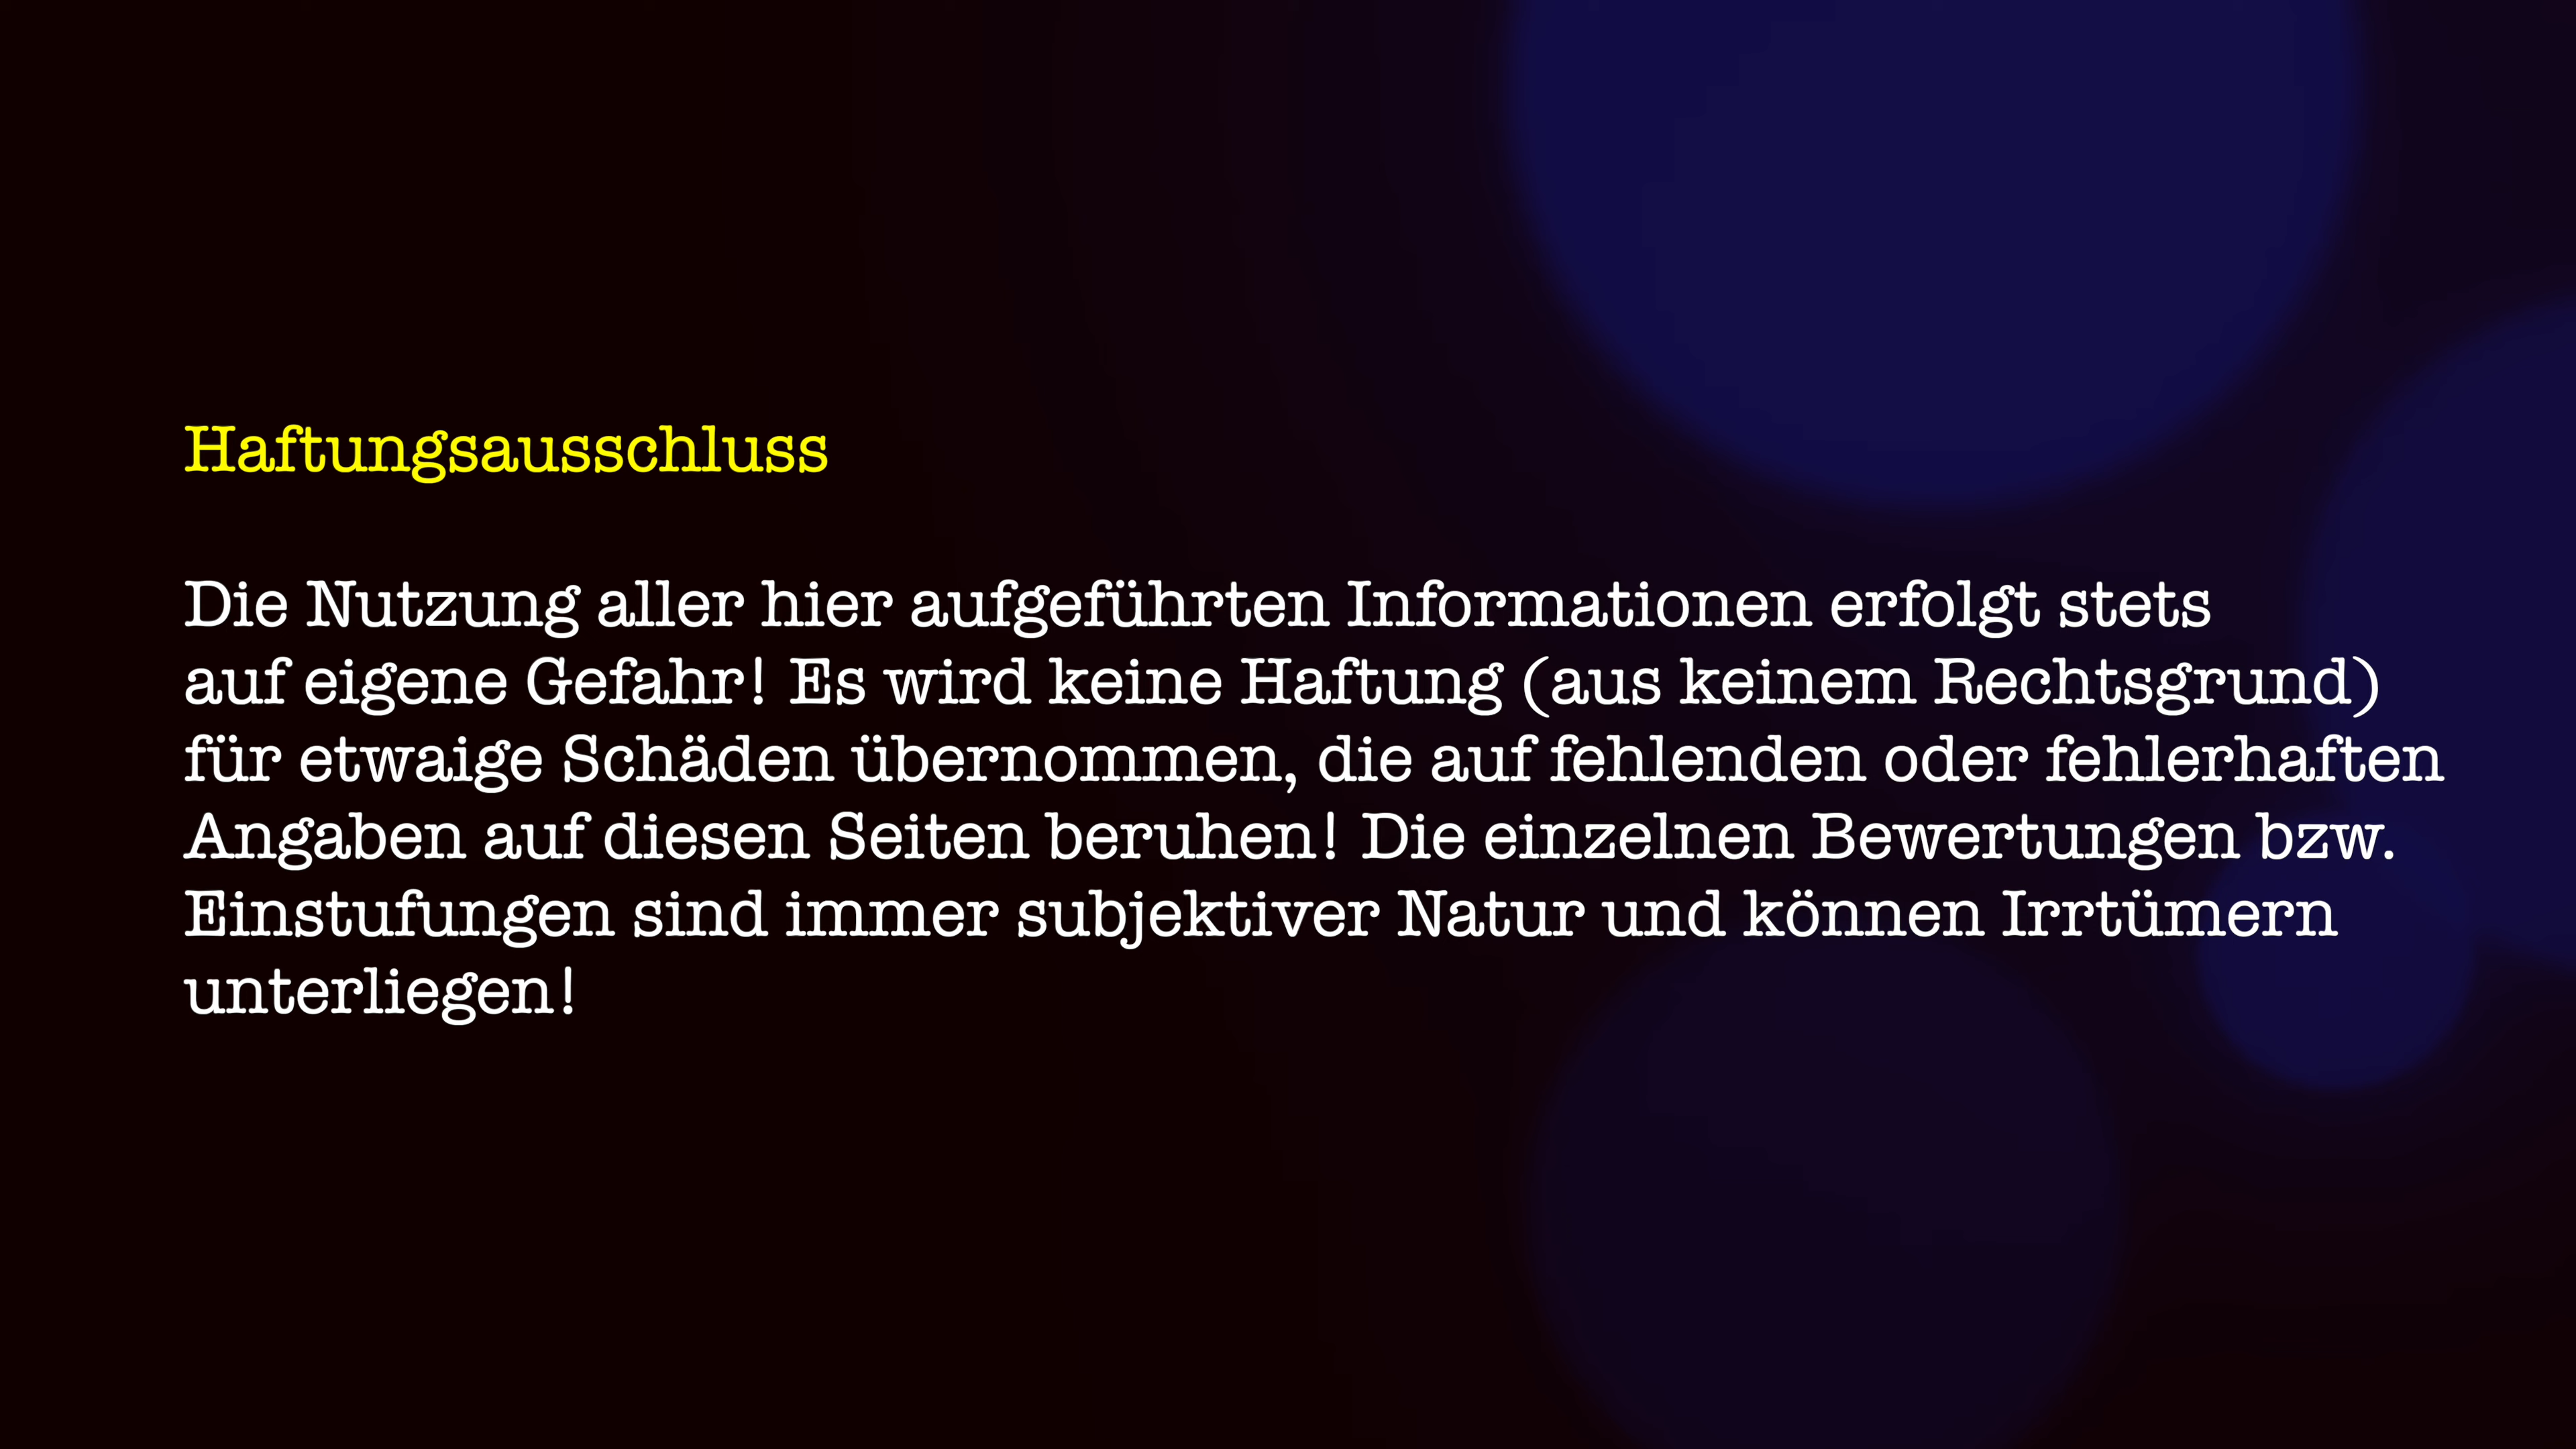 Haftungsausschluss
Die Nutzung aller hier aufgeführten Informationen erfolgt stets
auf eigene Gefahr! Es wird keine Haftung (aus keinem Rechtsgrund)
für etwaige Schäden übernommen, die auf fehlenden oder fehlerhaften
Angaben auf diesen Seiten beruhen! Die einzelnen Bewertungen bzw.
Einstufungen sind immer subjektiver Natur und können Irrtümern
unterliegen!